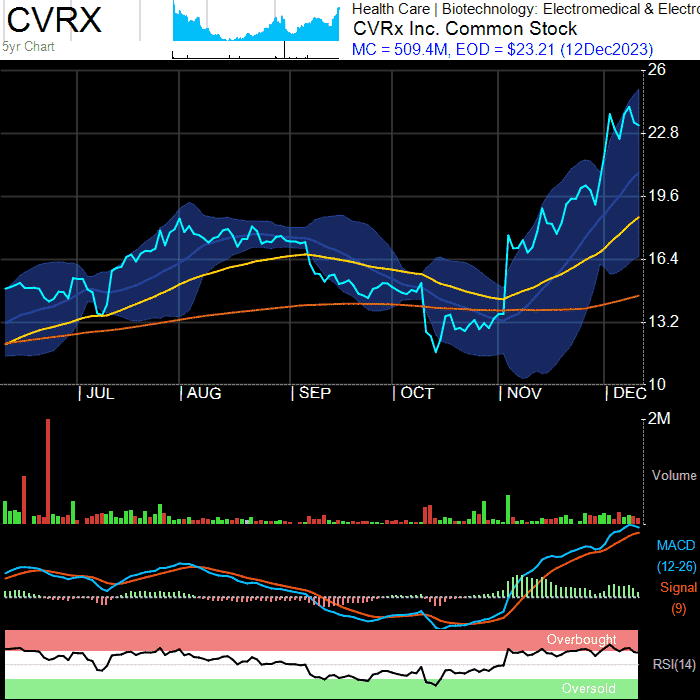 CVRX
5yr Chart
Health Care | Biotechnology: Electromedical & Electro
CVRx Inc. Common Stock
MC = 509.4M, EOD = $23.21 (12Dec2023)
26
22.8
19.6
16.4
13.2
10
JUL AUG SEP OCT NOV DEC
2M
Volume
MACD
(12-26)
Signal
(9)
Overbought
RSI(14)
Oversold